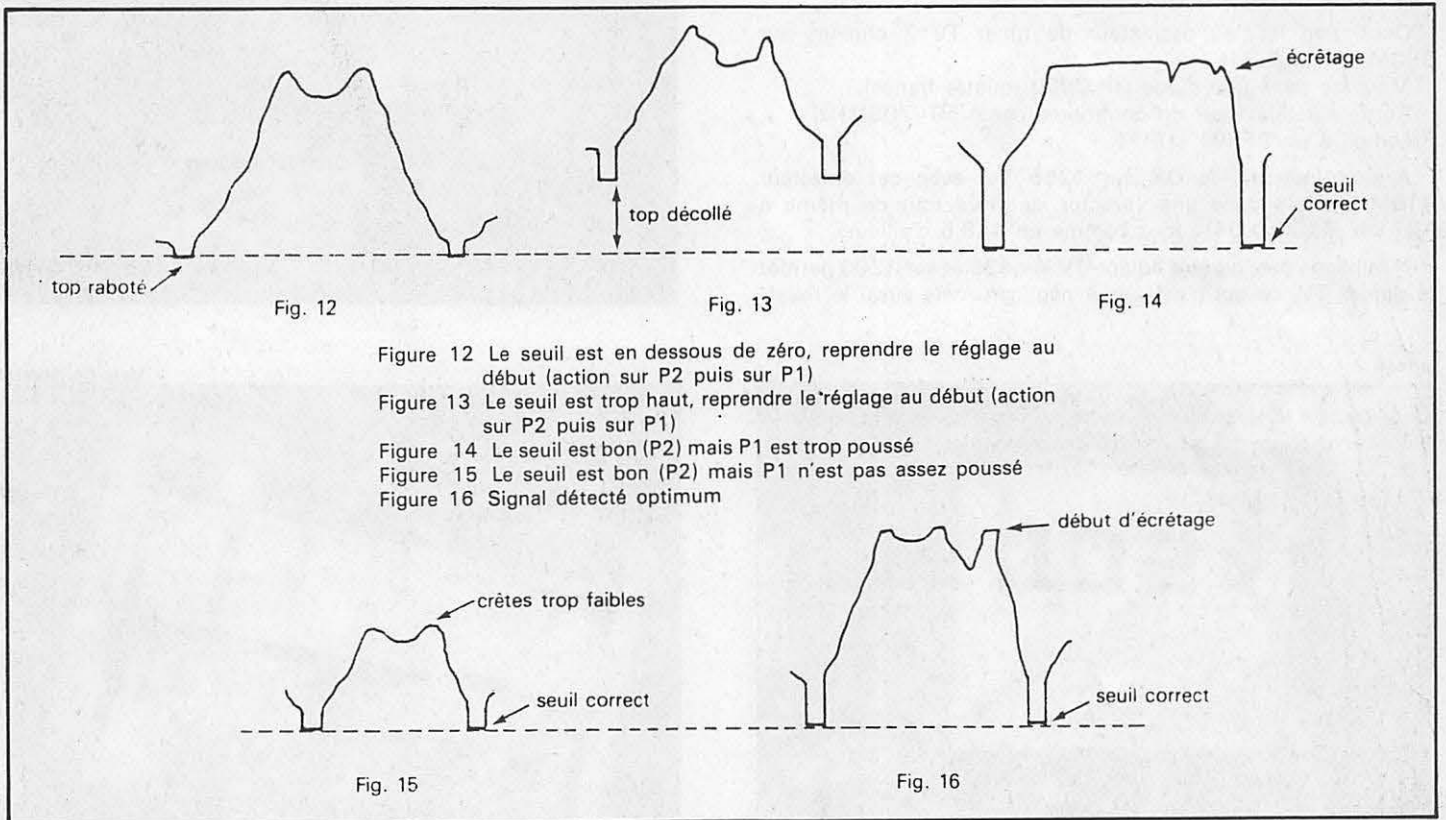 écrêtage
seuil
correct
top décollé
top raboté
Fig. 12
Fig. 13
Fig. 14
Figure 12 Le seuil est en dessous de zéro, reprendre le réglage au
début (action sur P2 puis sur P1)
Figure 13 Le seuil est trop haut, reprendre le réglage au début (action
sur P2 puis sur P1)
Figure 14 Le seuil est bon (P2) mais P1 est trop poussé
Figure 15 Le seuil est bon (P2) mais P1 n'est pas assez poussé
Figure 16 Signal détecté optimum
début d'écrêtage
crêtes trop faibles
seuil correct
seuil correct
Fig. 15
Fig. 16